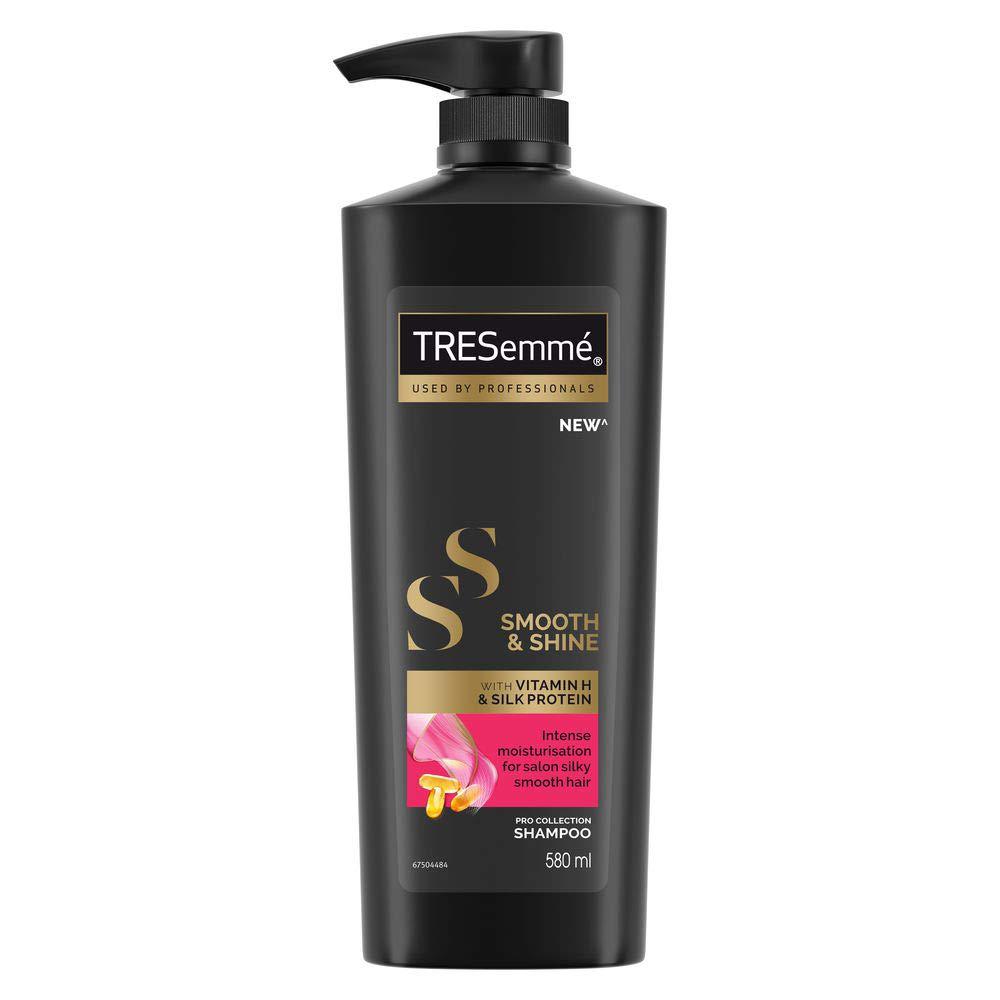 TRESemmé®
USED BY PROFESSIONALS
NEW^
S
S
SMOOTH
& SHINE
WITH VITAMIN H
& SILK PROTEIN
Intense
moisturisation
for salon silky
smooth hair
PRO COLLECTION
SHAMPOO
580 ml
67504484